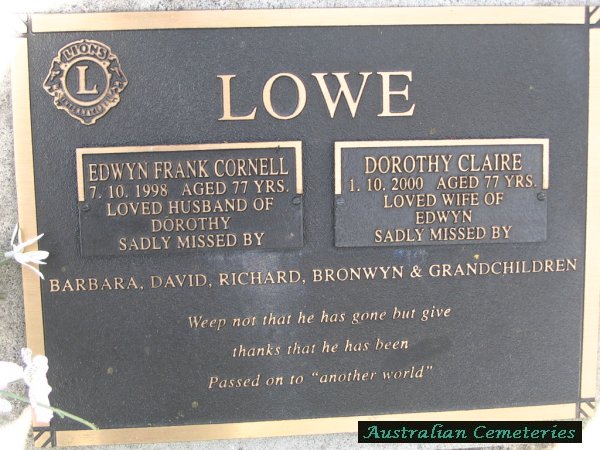 LIONS
L
INTERNATIONAL
LOWE
EDWYN FRANK CORNELL
7. 10. 1998 AGED 77 YRS.
LOVED HUSBAND OF
DOROTHY
SADLY MISSED BY
DOROTHY CLAIRE
1. 10. 2000 AGED 77 YRS.
LOVED WIFE OF
EDWYN
SADLY MISSED BY
BARBARA, DAVID, RICHARD, BRONWYN & GRANDCHILDREN
Weep not that he has gone but give
thanks that he has been
Passed on to “another world”
Australian Cemeteries